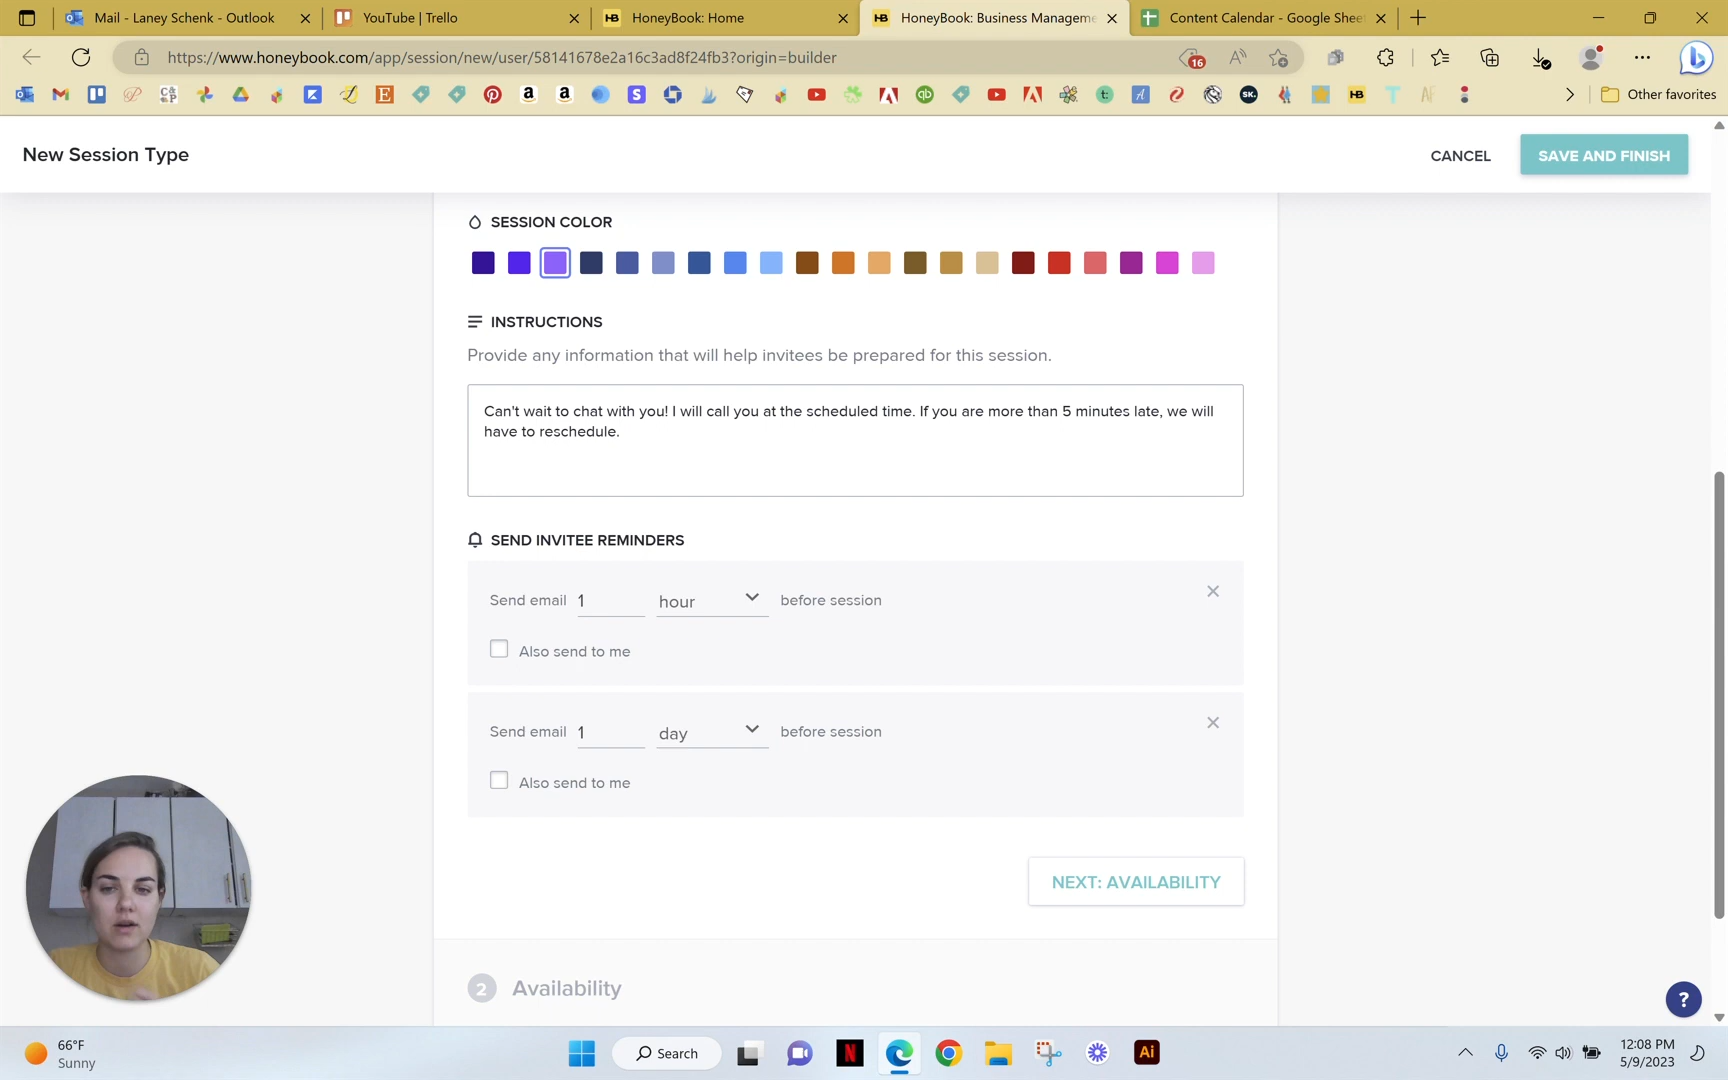 Mail - Laney Schenk - Outlook
YouTube | Trello
HoneyBook: Home
HoneyBook: Business Manageme
Content Calendar - Google Shee
https://www.honeybook.com/app/session/new/user/58141678e2a16c3ad8f24fb3?origin=builder
16
Other favorites
New Session Type
CANCEL
SAVE AND FINISH
SESSION COLOR
INSTRUCTIONS
Provide any information that will help invitees be prepared for this session.
Can't wait to chat with you! I will call you at the scheduled time. If you are more than 5 minutes late, we will
have to reschedule.
SEND INVITEE REMINDERS
Send email 1 hour before session
Also send to me
Send email 1 day before session
Also send to me
NEXT: AVAILABILITY
2 Availability
?
66°F
Sunny
Search
N
Ai
12:08 PM
5/9/2023